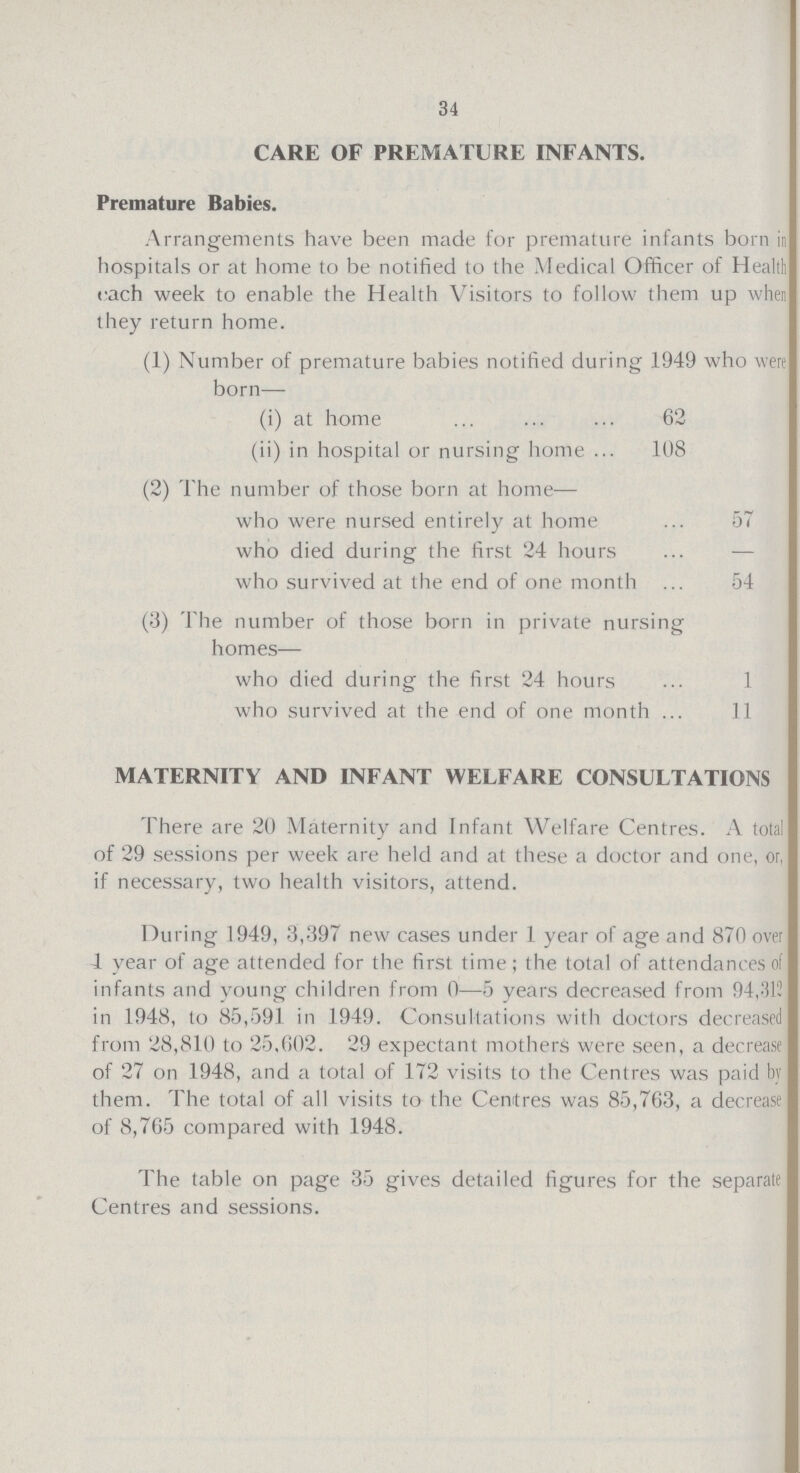 34
CARE OF PREMATURE INFANTS.
Premature Babies.
Arrangements have been made for premature infants born in
hospitals or at home to be notified to the Medical Officer of Health
each week to enable the Health Visitors to follow them up when
they return home.
(1) Number of premature babies notified during 1949 who were
born—
(i) at home ... ... ... 62
(ii) in hospital or nursing home ... 108
(2) The number of those born at home—
who were nursed entirely at home ... 57
who died during the first 24 hours ... —
who survived at the end of one month ... 54
(3) The number of those born in private nursing
homes—
who died during the first 24 hours ... 1
who survived at the end of one month ... 11
MATERNITY AND INFANT WELFARE CONSULTATIONS
There are 20 Maternity and Infant Welfare Centres. A total
of 29 sessions per week are held and at these a doctor and one, or,
if necessary, two health visitors, attend.
During 1949, 3,397 new cases under 1 year of age and 870 over
1 year of age attended for the first time; the total of attendances of
infants and young children from 0—5 years decreased from 94,312
in 1948, to 85,591 in 1949. Consultations with doctors decreased
from 28,810 to 25,602. 29 expectant mothers were seen, a decrease
of 27 on 1948, and a total of 172 visits to the Centres was paid by
them. The total of all visits to the Centres was 85,763, a decrease
of 8,765 compared with 1948.
The table on page 35 gives detailed figures for the separate
Centres and sessions.